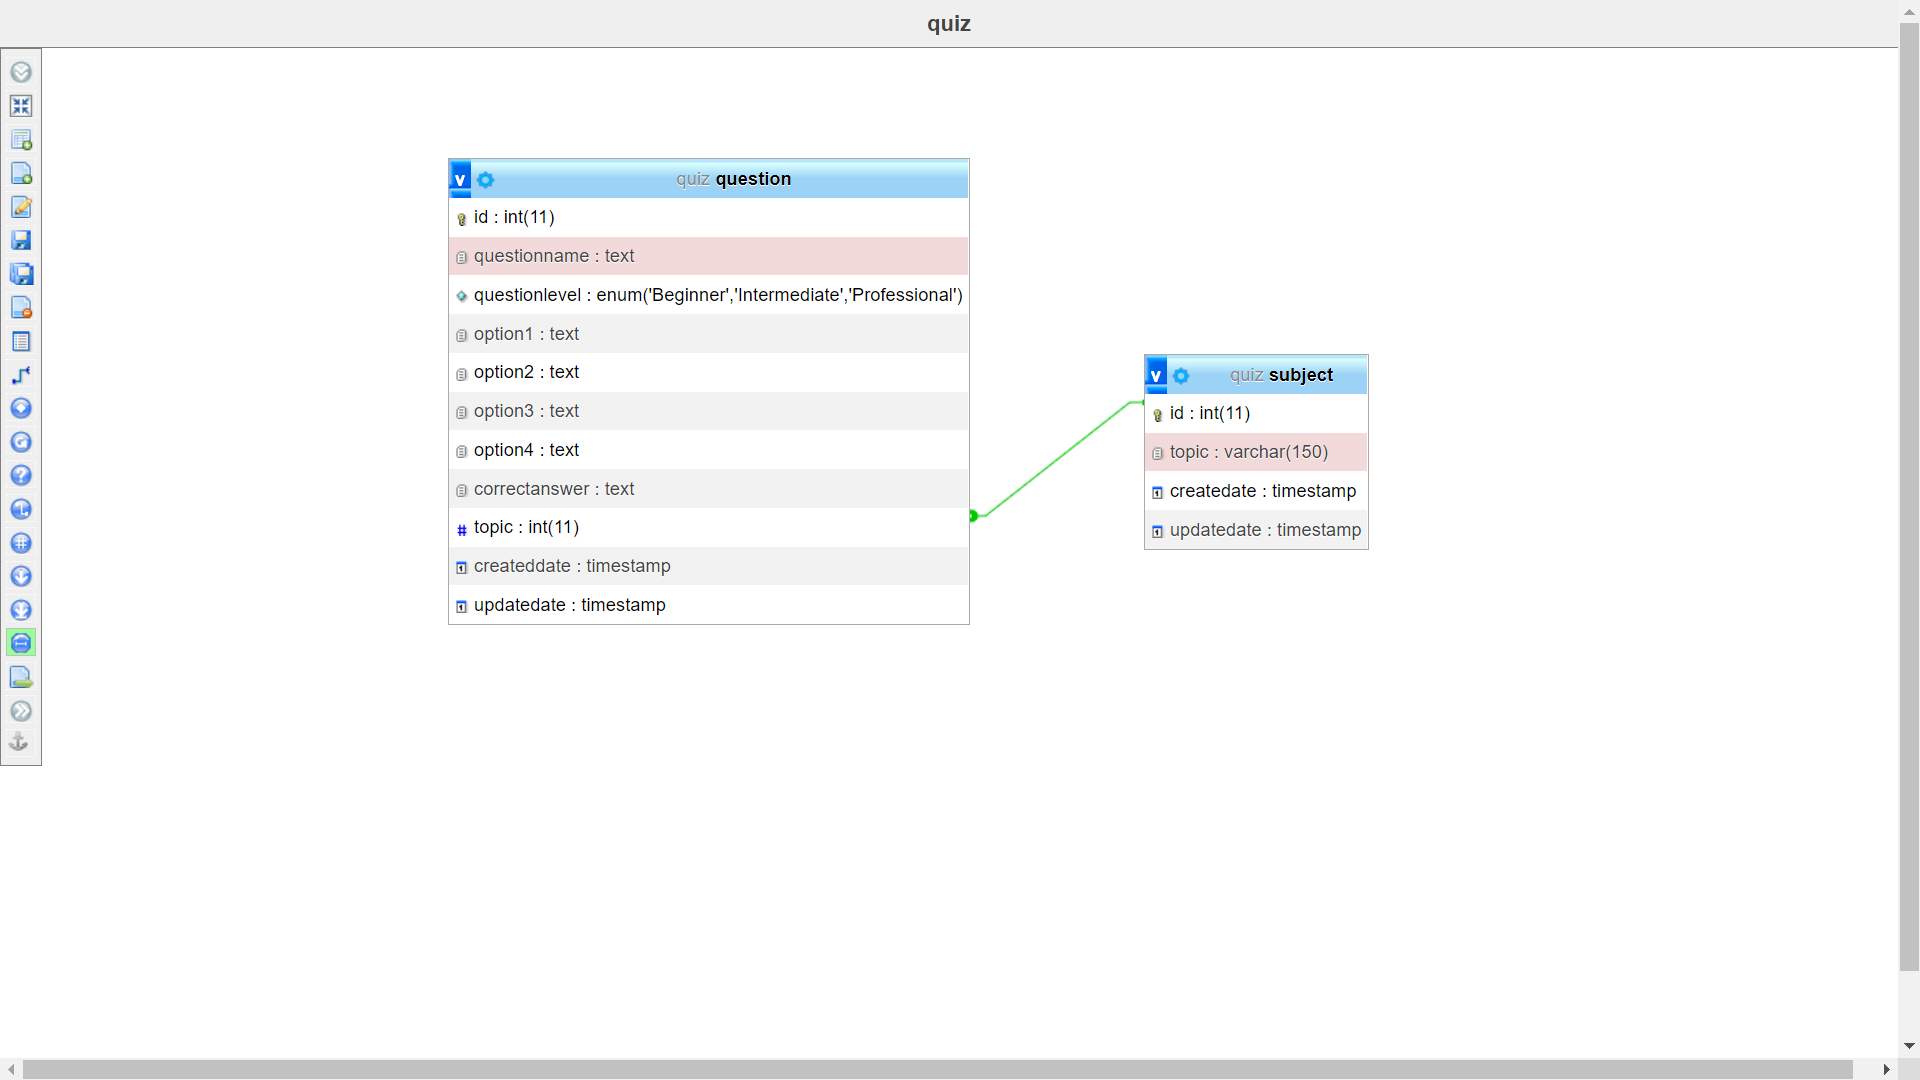 quiz
v quiz question
id : int(11)
questionname : text
questionlevel : enum('Beginner','Intermediate','Professional')
option1 : text
option2 : text
option3 : text
option4 : text
correctanswer : text
# topic : int(11)
createddate : timestamp
updatedate : timestamp
v quiz subject
id : int(11)
topic : varchar(150)
createdate : timestamp
updatedate : timestamp